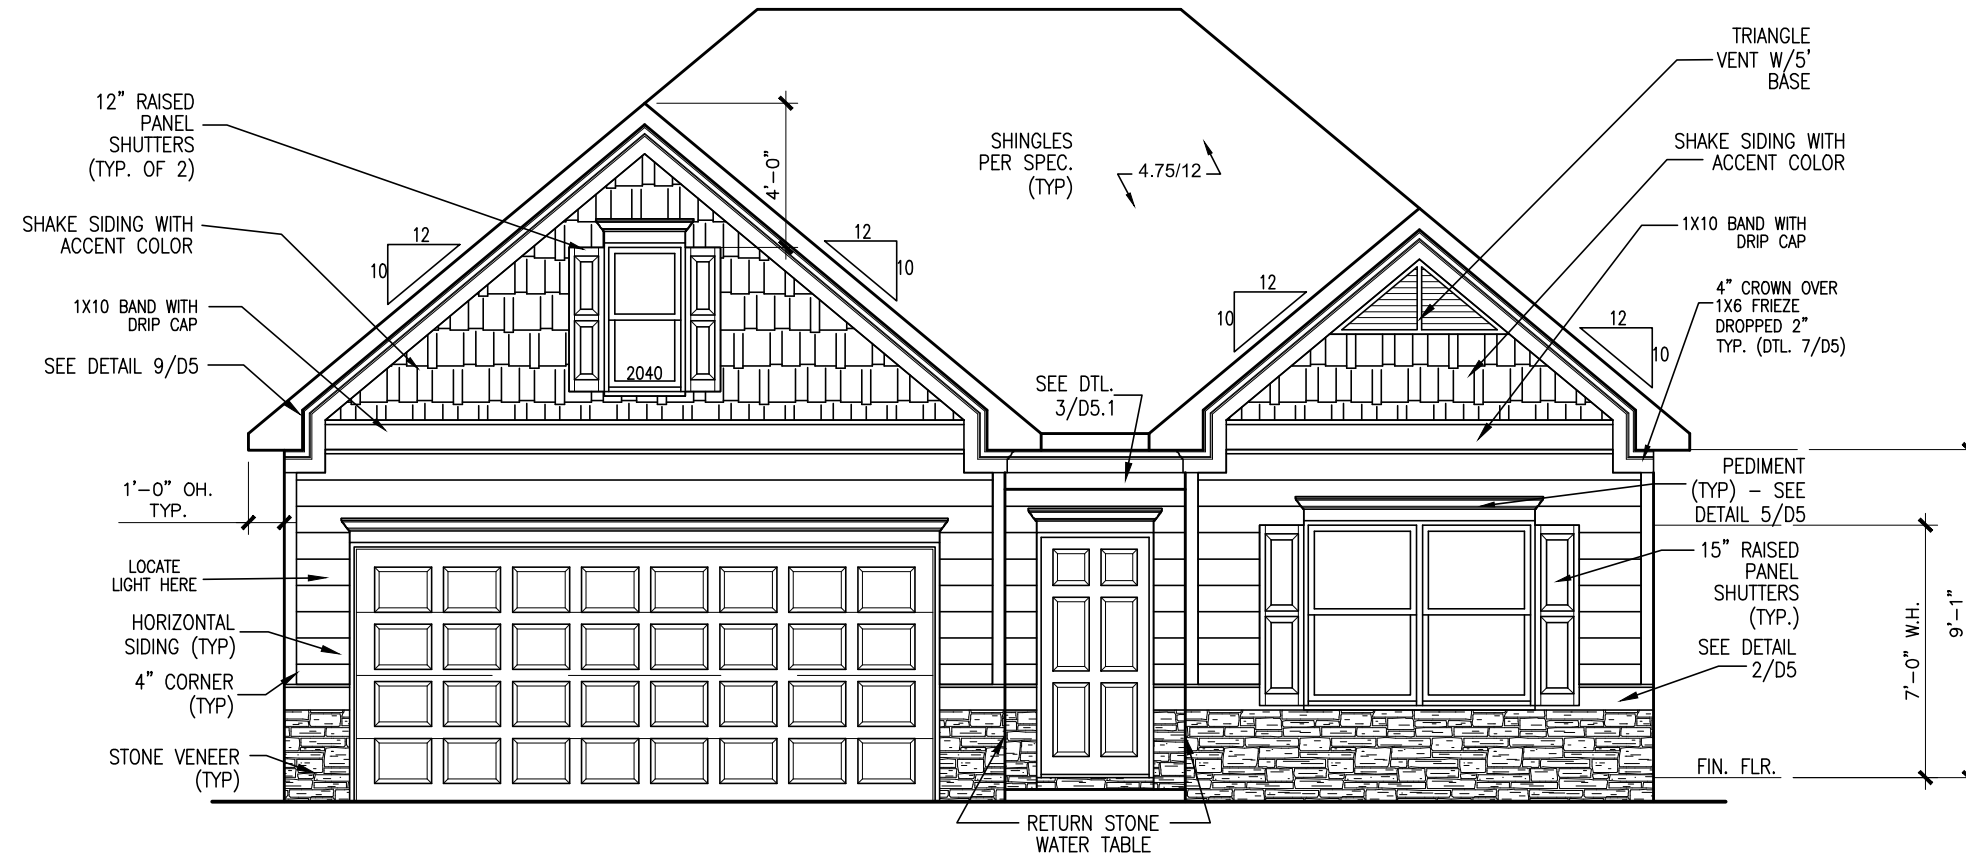 12" RAISED
PANEL
SHUTTERS
(TYP. OF 2)
SHAKE SIDING WITH
ACCENT COLOR
1X10 BAND WITH
DRIP CAP
SEE DETAIL 9/D5
1'-0" OH.
TYP.
LOCATE
LIGHT HERE
HORIZONTAL
SIDING (TYP)
4" CORNER
(TYP)
STONE VENEER
(TYP)
12
10
4'-0"
12
10
2040
SHINGLES
PER SPEC.
(TYP)
4.75/12
SEE DTL.
3/D5.1
12
10
12
10
RETURN STONE
WATER TABLE
TRIANGLE
VENT W/5'
BASE
SHAKE SIDING WITH
ACCENT COLOR
1X10 BAND WITH
DRIP CAP
4" CROWN OVER
1X6 FRIEZE
DROPPED 2"
TYP. (DTL. 7/D5)
PEDIMENT
(TYP) - SEE
DETAIL 5/D5
15" RAISED
PANEL
SHUTTERS
(TYP.)
SEE DETAIL
2/D5
FIN. FLR.
7'-0" W.H.
9'-1"